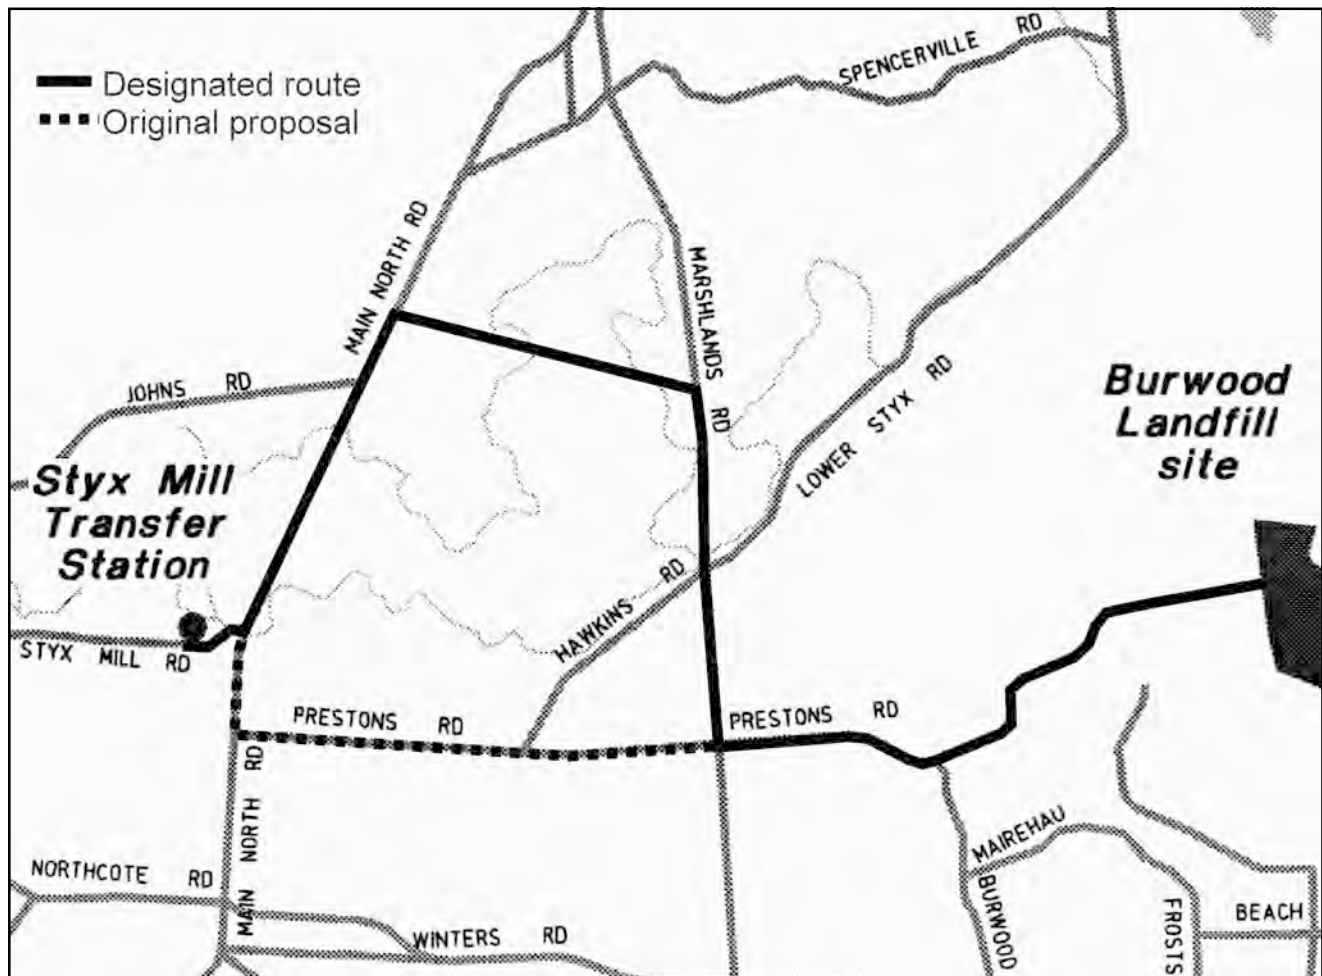 Designated route
Original proposal
SPENCERVILLE RD
MAIN NORTH RD
MARSHLANDS RD
JOHNS RD
LOWER STYX RD
Burwood
Landfill
site
Styx Mill
Transfer
Station
HAWKINS RD
STYX MILL RD
PRESTONS RD
PRESTONS RD
MAIN NORTH RD
MAIREHAU
NORTHCOTE RD
BURWOOD
FROSTS
BEACH
WINTERS RD